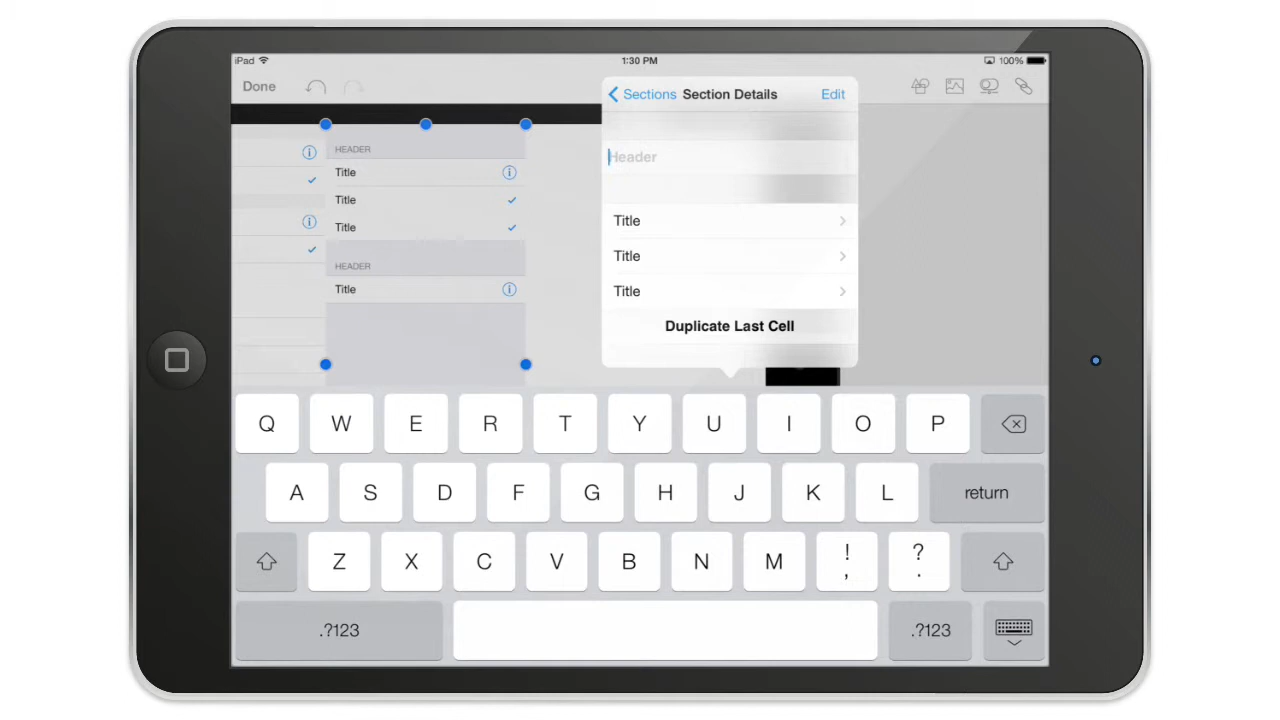 iPad 1:30 PM 100%
Done
Sections Section Details Edit
HEADER
Title
Title
Title
HEADER
Title
Header
Title
Title
Title
Duplicate Last Cell
Q W E R T Y U I O P
A S D F G H J K L return
Z X C V B N M ! , ? .
.?123 .?123